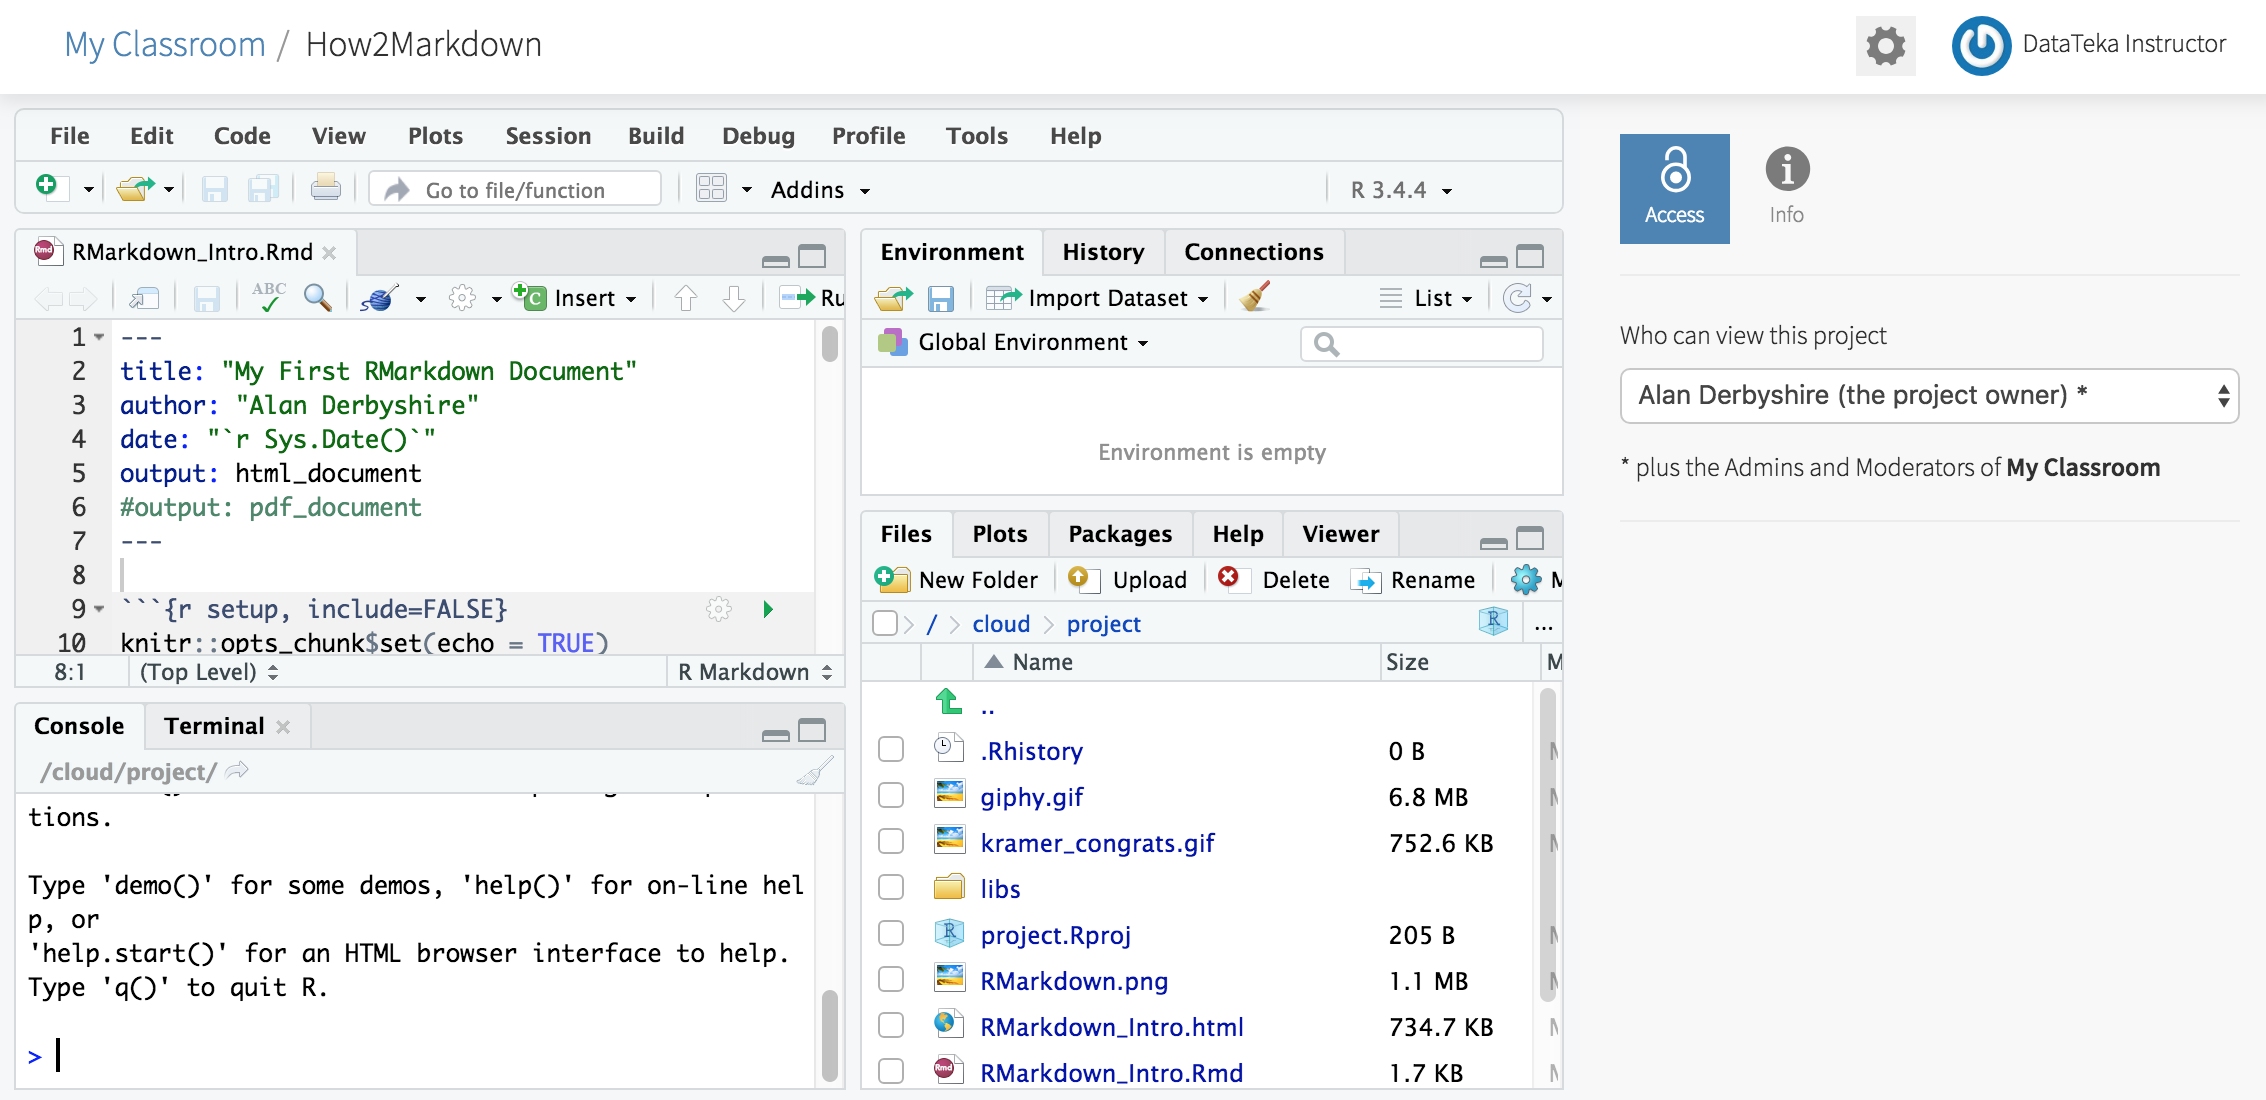 My Classroom / How2Markdown
DataTeka Instructor
File Edit Code View Plots Session Build Debug Profile Tools Help
Go to file/function Addins R 3.4.4
RMarkdown_Intro.Rmd
ABC Insert
1 ---
2 title: "My First RMarkdown Document"
3 author: "Alan Derbyshire"
4 date: "`r Sys.Date()`"
5 output: html_document
6 #output: pdf_document
7 ---
8
9 ```{r setup, include=FALSE}
10 knitr::opts_chunk$set(echo = TRUE)
8:1 (Top Level) R Markdown
Console Terminal
/cloud/project/
tions.
Type 'demo()' for some demos, 'help()' for on-line hel
p, or
'help.start()' for an HTML browser interface to help.
Type 'q()' to quit R.
>
Environment History Connections
Import Dataset List
Global Environment
Environment is empty
Files Plots Packages Help Viewer
New Folder Upload Delete Rename
/ cloud project ...
Name Size
..
.Rhistory 0 B
giphy.gif 6.8 MB
kramer_congrats.gif 752.6 KB
libs
project.Rproj 205 B
RMarkdown.png 1.1 MB
RMarkdown_Intro.html 734.7 KB
RMarkdown_Intro.Rmd 1.7 KB
Access Info
Who can view this project
Alan Derbyshire (the project owner) *
* plus the Admins and Moderators of My Classroom